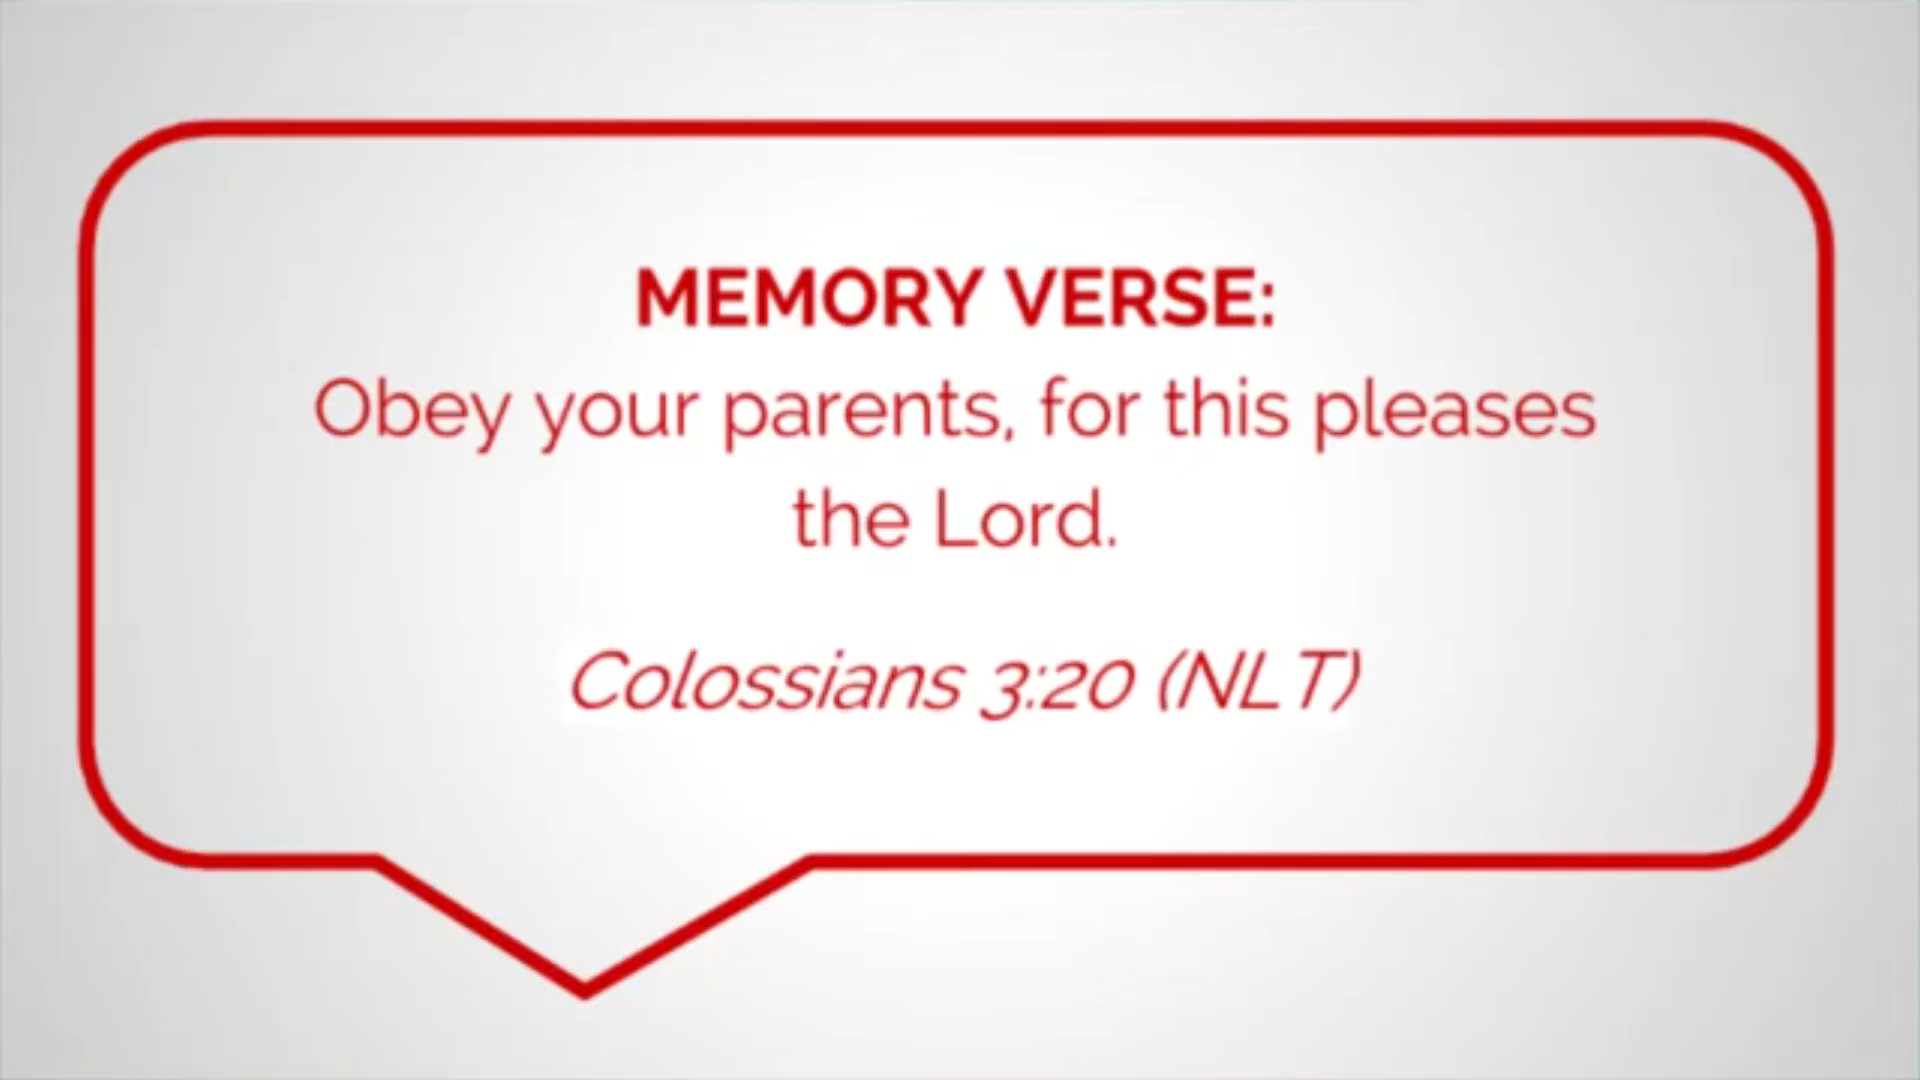 MEMORY VERSE:
Obey your parents, for this pleases
the Lord.
Colossians 3:20 (NLT)